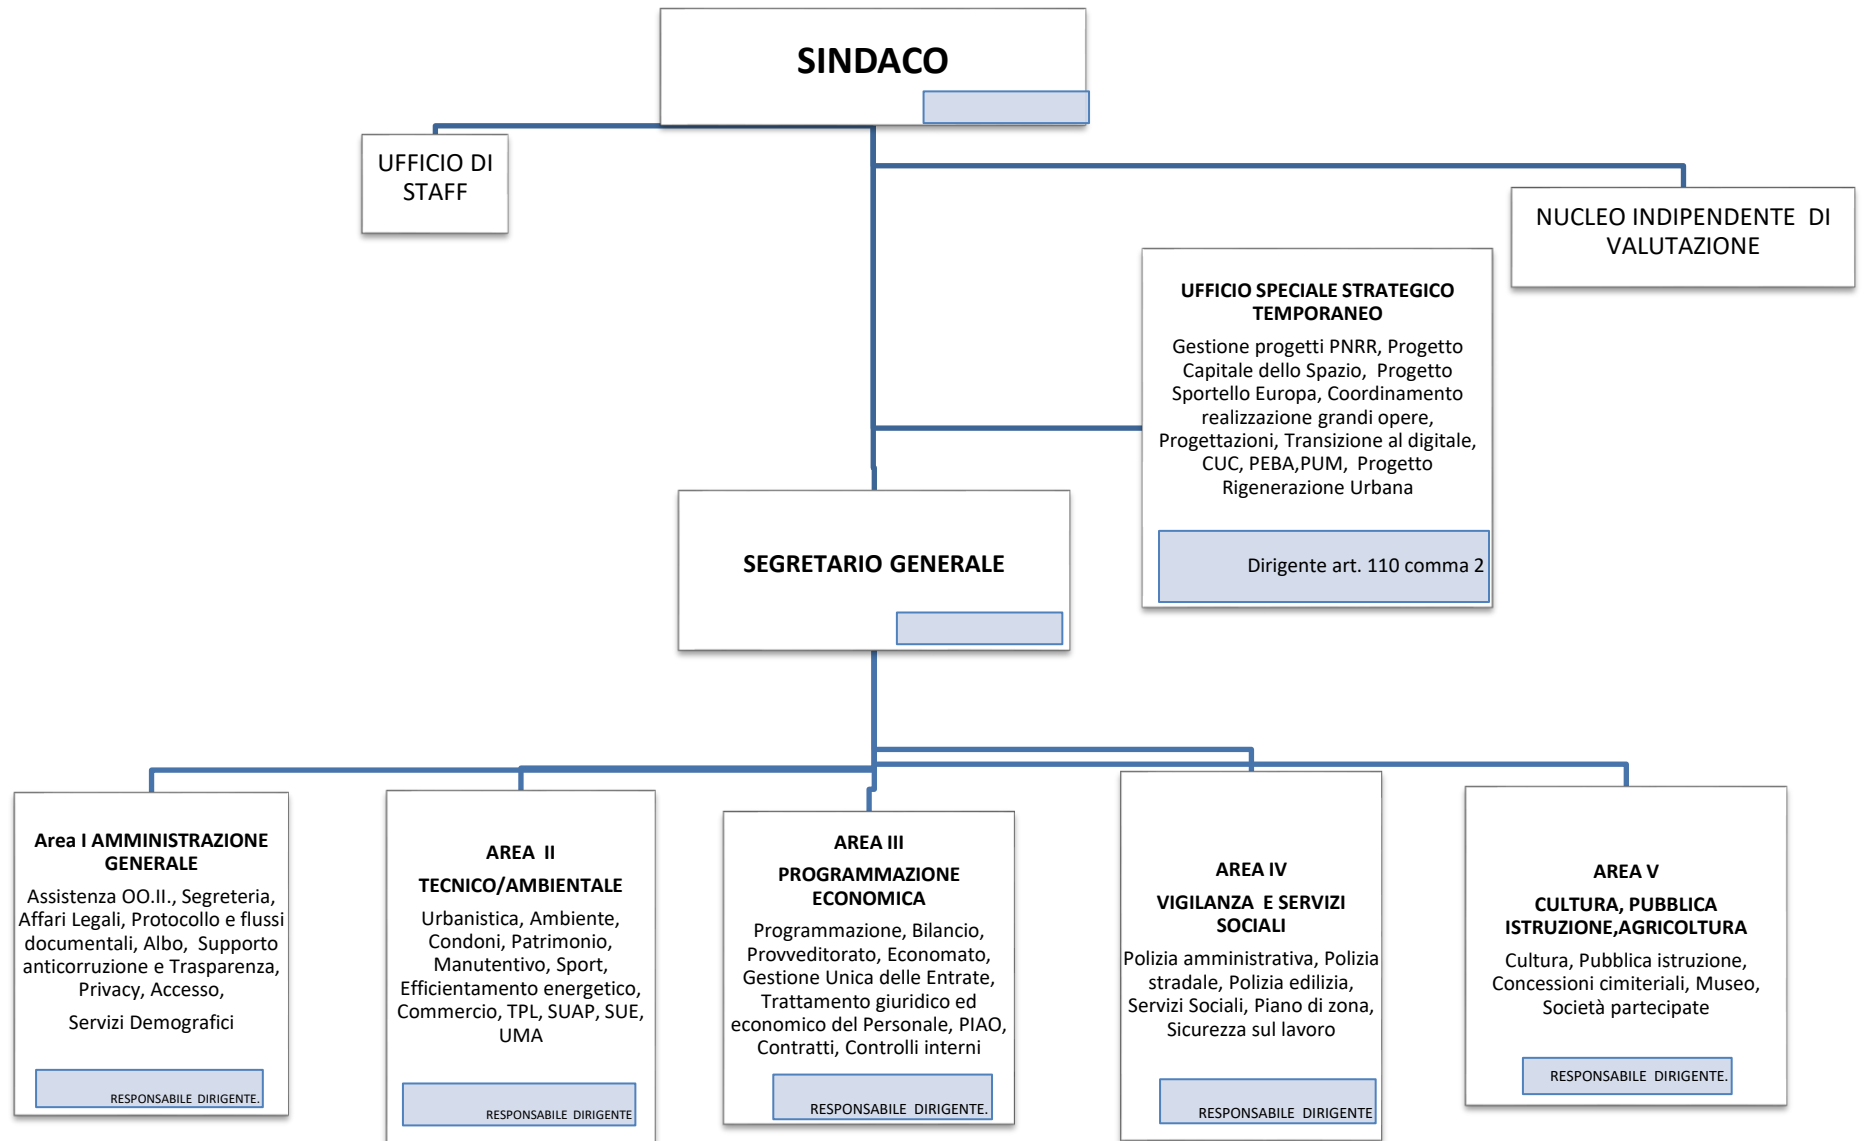 SINDACO
UFFICIO DI
STAFF
NUCLEO INDIPENDENTE DI
VALUTAZIONE
UFFICIO SPECIALE STRATEGICO
TEMPORANEO
Gestione progetti PNRR, Progetto
Capitale dello Spazio, Progetto
Sportello Europa, Coordinamento
realizzazione grandi opere,
Progettazioni, Transizione al digitale,
CUC, PEBA,PUM, Progetto
Rigenerazione Urbana
Dirigente art. 110 comma 2
SEGRETARIO GENERALE
Area I AMMINISTRAZIONE
GENERALE
Assistenza OO.II., Segreteria,
Affari Legali, Protocollo e flussi
documentali, Albo, Supporto
anticorruzione e Trasparenza,
Privacy, Accesso,
Servizi Demografici
RESPONSABILE DIRIGENTE.
AREA II
TECNICO/AMBIENTALE
Urbanistica, Ambiente,
Condoni, Patrimonio,
Manutentivo, Sport,
Efficientamento energetico,
Commercio, TPL, SUAP, SUE,
UMA
RESPONSABILE DIRIGENTE
AREA III
PROGRAMMAZIONE
ECONOMICA
Programmazione, Bilancio,
Provveditorato, Economato,
Gestione Unica delle Entrate,
Trattamento giuridico ed
economico del Personale, PIAO,
Contratti, Controlli interni
RESPONSABILE DIRIGENTE.
AREA IV
VIGILANZA E SERVIZI
SOCIALI
Polizia amministrativa, Polizia
stradale, Polizia edilizia,
Servizi Sociali, Piano di zona,
Sicurezza sul lavoro
RESPONSABILE DIRIGENTE
AREA V
CULTURA, PUBBLICA
ISTRUZIONE,AGRICOLTURA
Cultura, Pubblica istruzione,
Concessioni cimiteriali, Museo,
Società partecipate
RESPONSABILE DIRIGENTE.